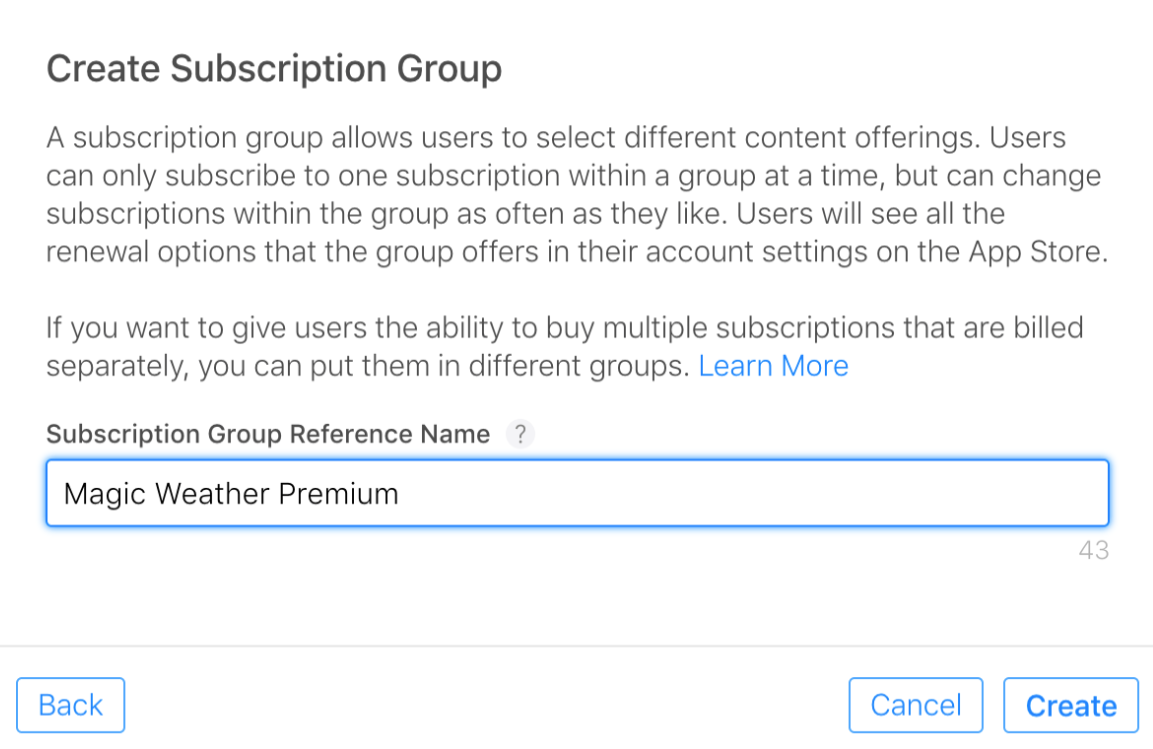 Create Subscription Group
A subscription group allows users to select different content offerings. Users
can only subscribe to one subscription within a group at a time, but can change
subscriptions within the group as often as they like. Users will see all the
renewal options that the group offers in their account settings on the App Store.
If you want to give users the ability to buy multiple subscriptions that are billed
separately, you can put them in different groups. Learn More
Subscription Group Reference Name ?
Magic Weather Premium
43
Back Cancel Create